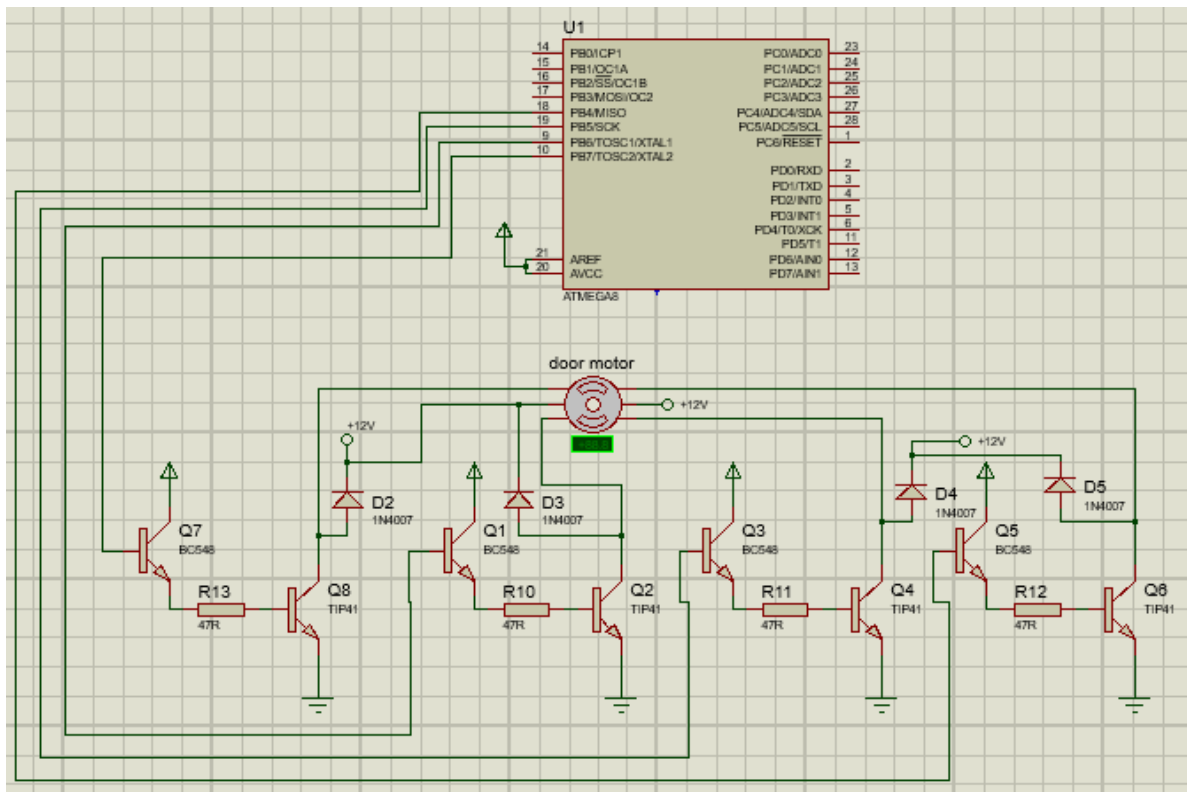 U1
14 PB0/ICP1 PC0/ADC0 23
15 PB1/OC1A PC1/ADC1 24
16 PB2/SS/OC1B PC2/ADC2 25
17 PB3/MOSI/OC2 PC3/ADC3 26
18 PB4/MISO PC4/ADC4/SDA 27
19 PB5/SCK PC5/ADC5/SCL 28
9 PB6/TOSC1/XTAL1 PC6/RESET 1
10 PB7/TOSC2/XTAL2
PD0/RXD 2
PD1/TXD 3
PD2/INT0 4
PD3/INT1 5
PD4/T0/XCK 6
PD5/T1 11
21 AREF PD6/AIN0 12
20 AVCC PD7/AIN1 13
ATMEGA8
door motor
+12V
+12V
+12V
D2
1N4007
D3
1N4007
D4
1N4007
D5
1N4007
Q7
BC548
Q1
BC548
Q3
BC548
Q5
BC548
R13
47R
Q8
TIP41
R10
47R
Q2
TIP41
R11
47R
Q4
TIP41
R12
47R
Q6
TIP41